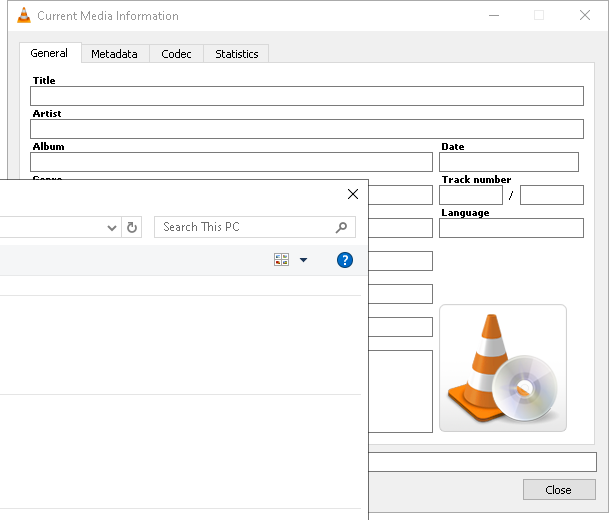 Current Media Information
General Metadata Codec Statistics
Title
Artist
Album Date
Genre Track number
/
Language
Search This PC
?
Close